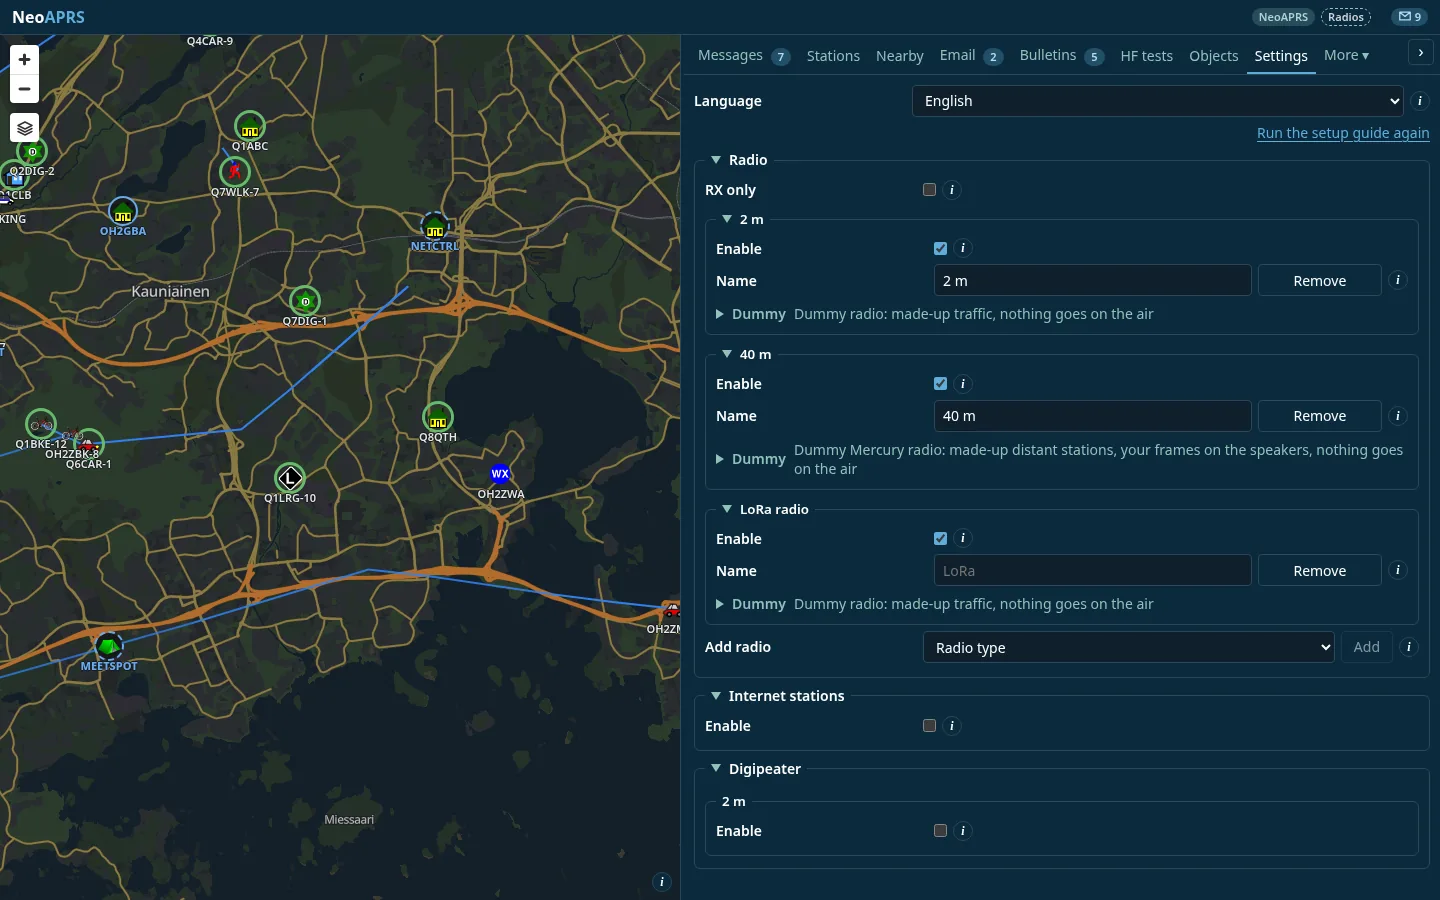 NeoAPRS
NeoAPRS
Radios
9
Messages 7
Stations
Nearby
Email 2
Bulletins 5
HF tests
Objects
Settings
More ▾
›
Language
English
i
Run the setup guide again
Radio
RX only
i
2 m
Enable
i
Name
2 m
Remove
i
Dummy Dummy radio: made-up traffic, nothing goes on the air
40 m
Enable
i
Name
40 m
Remove
i
Dummy Dummy Mercury radio: made-up distant stations, your frames on the speakers, nothing goes
on the air
LoRa radio
Enable
i
Name
LoRa
Remove
i
Dummy Dummy radio: made-up traffic, nothing goes on the air
Add radio
Radio type
Add
i
Internet stations
Enable
i
Digipeater
2 m
Enable
i
+
−
Q4CAR-9
Q1ABC
D
Q2DIG-2
Q7WLK-7
KING
OH2GBA
NETCTRL
Kauniainen
D
Q7DIG-1
Q1BKE-12
OH2ZBK-8
Q6CAR-1
Q8QTH
L
Q1LRG-10
WX
OH2ZWA
MEETSPOT
Miessaari
i